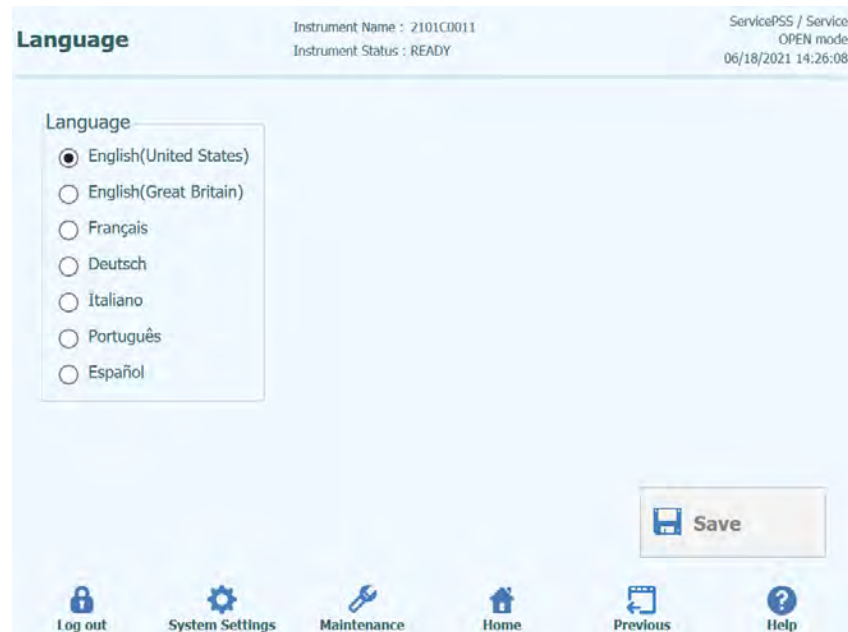 Language
Instrument Name : 2101C0011
Instrument Status : READY
ServicePSS / Service
OPEN mode
06/18/2021 14:26:08
Language
English(United States)
English(Great Britain)
Français
Deutsch
Italiano
Português
Español
Save
Log out
System Settings
Maintenance
Home
Previous
Help